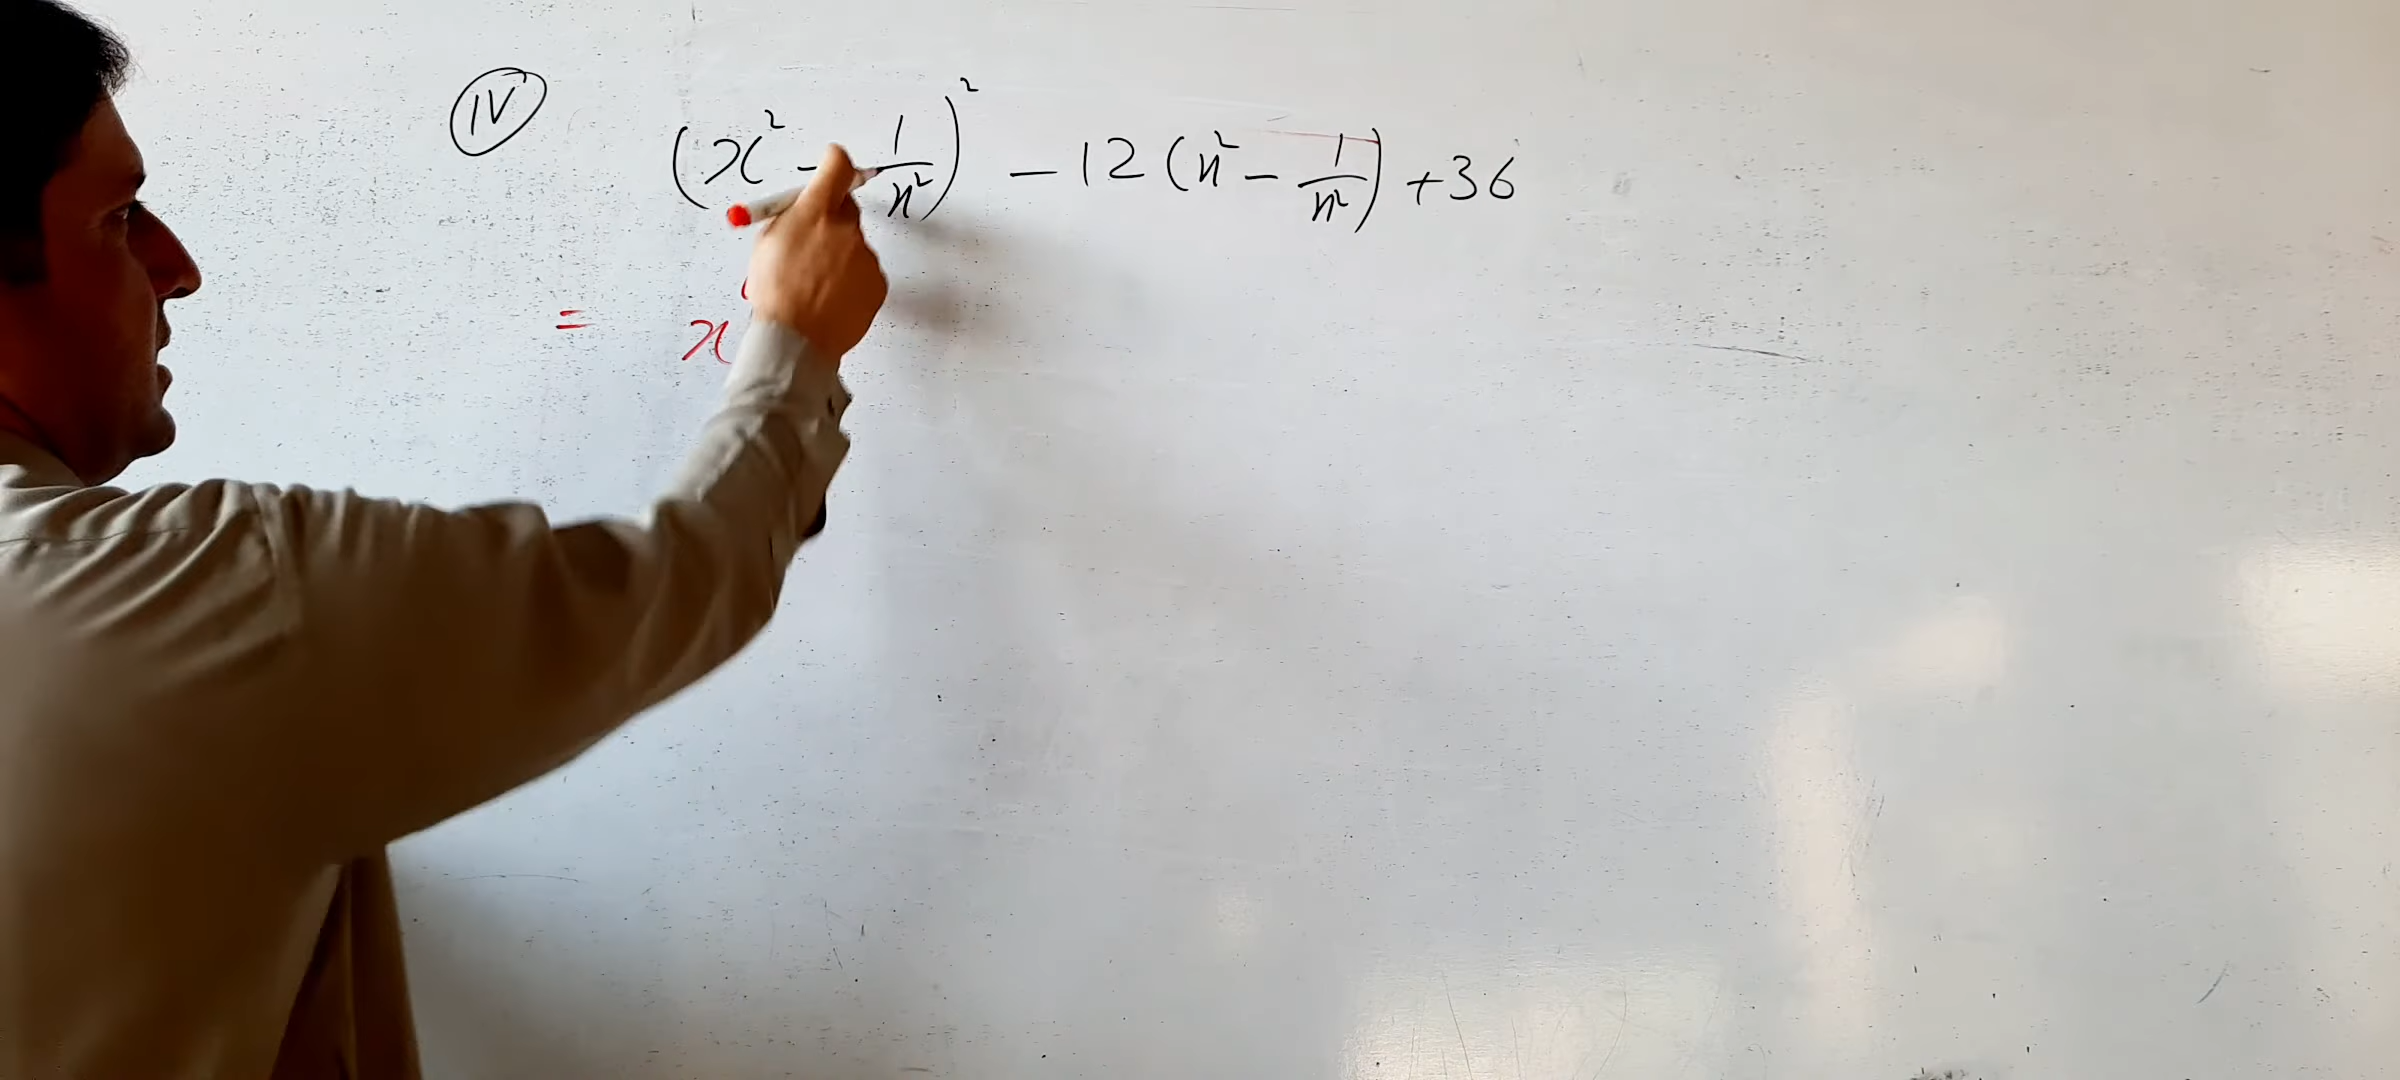 IV
(x² - 1/x²)² - 12 (x² - 1/x²) + 36
= x